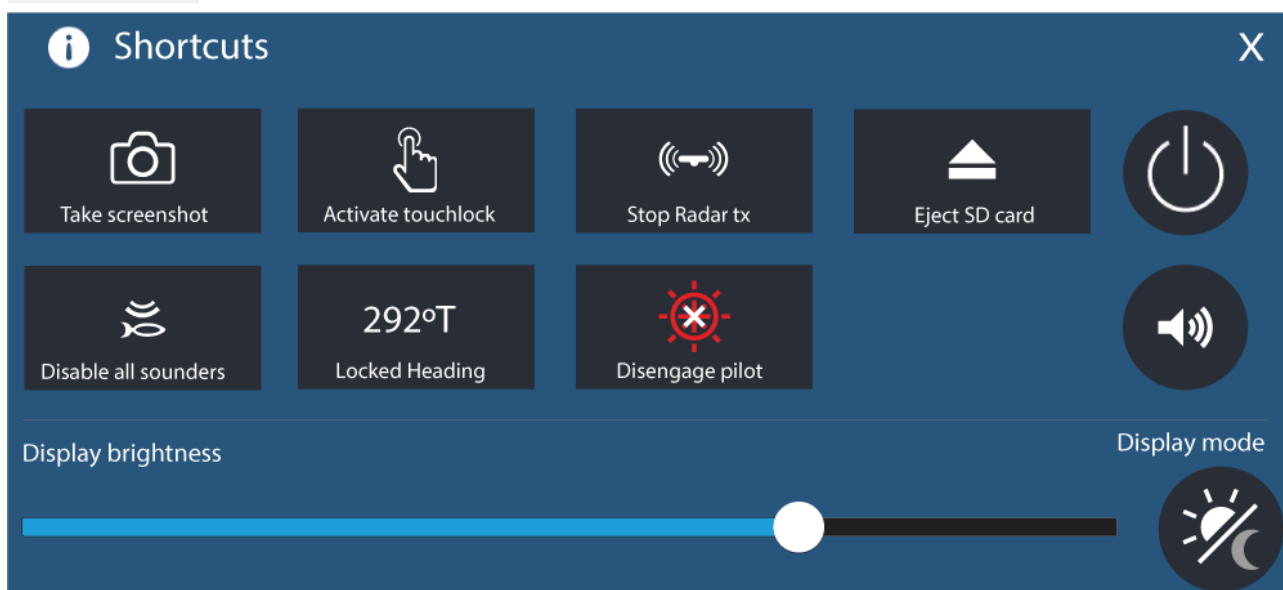 Shortcuts
X
Take screenshot
Activate touchlock
Stop Radar tx
Eject SD card
Disable all sounders
292ºT
Locked Heading
Disengage pilot
Display brightness
Display mode